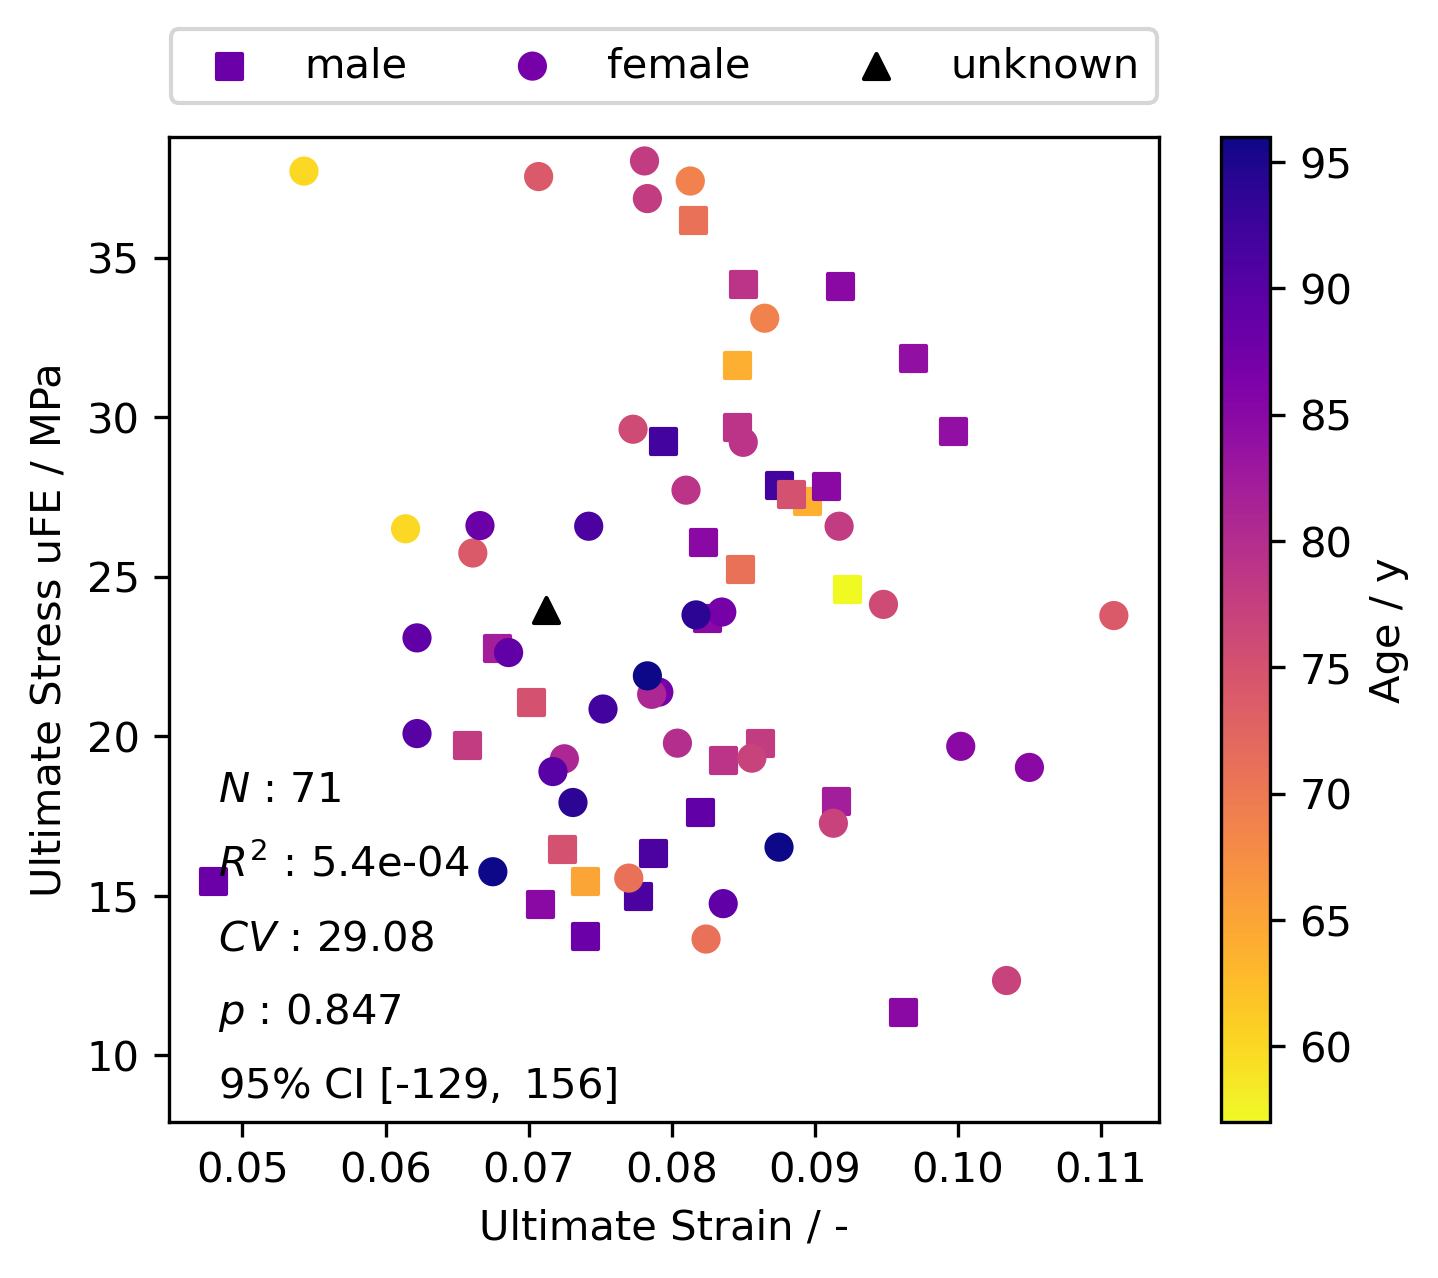 male female unknown
35
30
25
20
15
10
Ultimate Stress uFE / MPa
N : 71
R² : 5.4e-04
CV : 29.08
p : 0.847
95% CI [-129, 156]
0.05 0.06 0.07 0.08 0.09 0.10 0.11
Ultimate Strain / -
95
90
85
80
75
70
65
60
Age / y